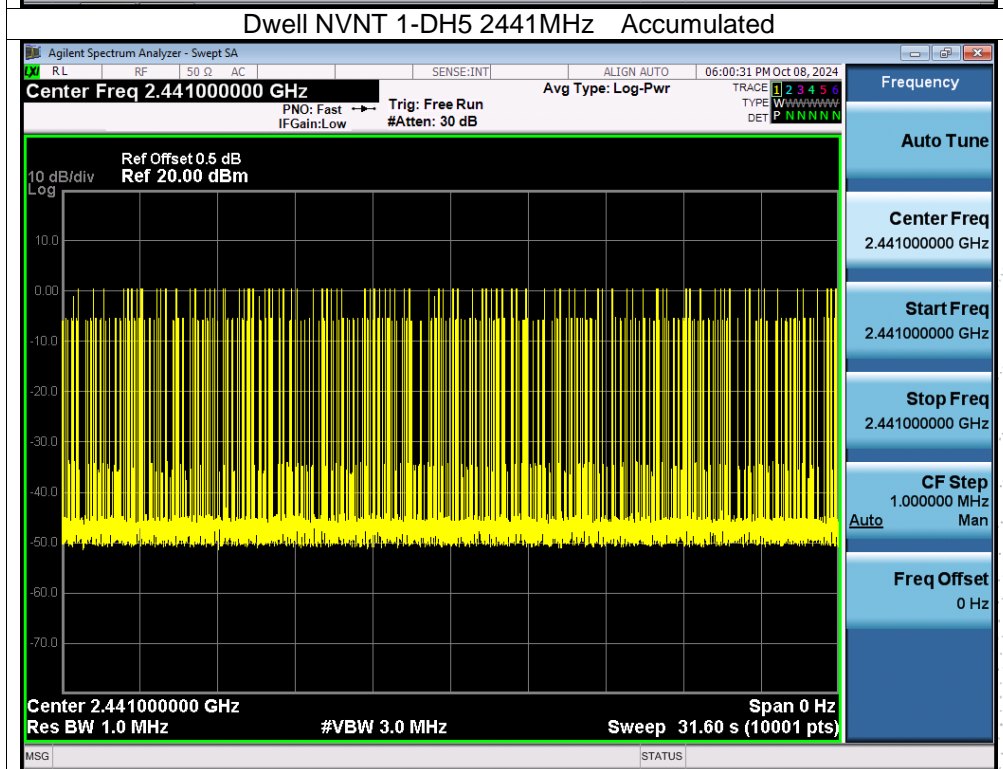 Dwell NVNT 1-DH5 2441MHz Accumulated
Agilent Spectrum Analyzer - Swept SA
LXI RL RF 50 Ω AC SENSE:INT ALIGN AUTO 06:00:31 PM Oct 08, 2024
Center Freq 2.441000000 GHz
PNO: Fast
IFGain:Low
Trig: Free Run
#Atten: 30 dB
Avg Type: Log-Pwr
TRACE 1 2 3 4 5 6
TYPE WWWWWW
DET P N N N N N
Frequency
Auto Tune
Center Freq
2.441000000 GHz
Start Freq
2.441000000 GHz
Stop Freq
2.441000000 GHz
CF Step
1.000000 MHz
Auto Man
Freq Offset
0 Hz
Ref Offset 0.5 dB
10 dB/div Ref 20.00 dBm
Log
10.0
0.00
-10.0
-20.0
-30.0
-40.0
-50.0
-60.0
-70.0
Center 2.441000000 GHz Span 0 Hz
Res BW 1.0 MHz #VBW 3.0 MHz Sweep 31.60 s (10001 pts)
MSG STATUS